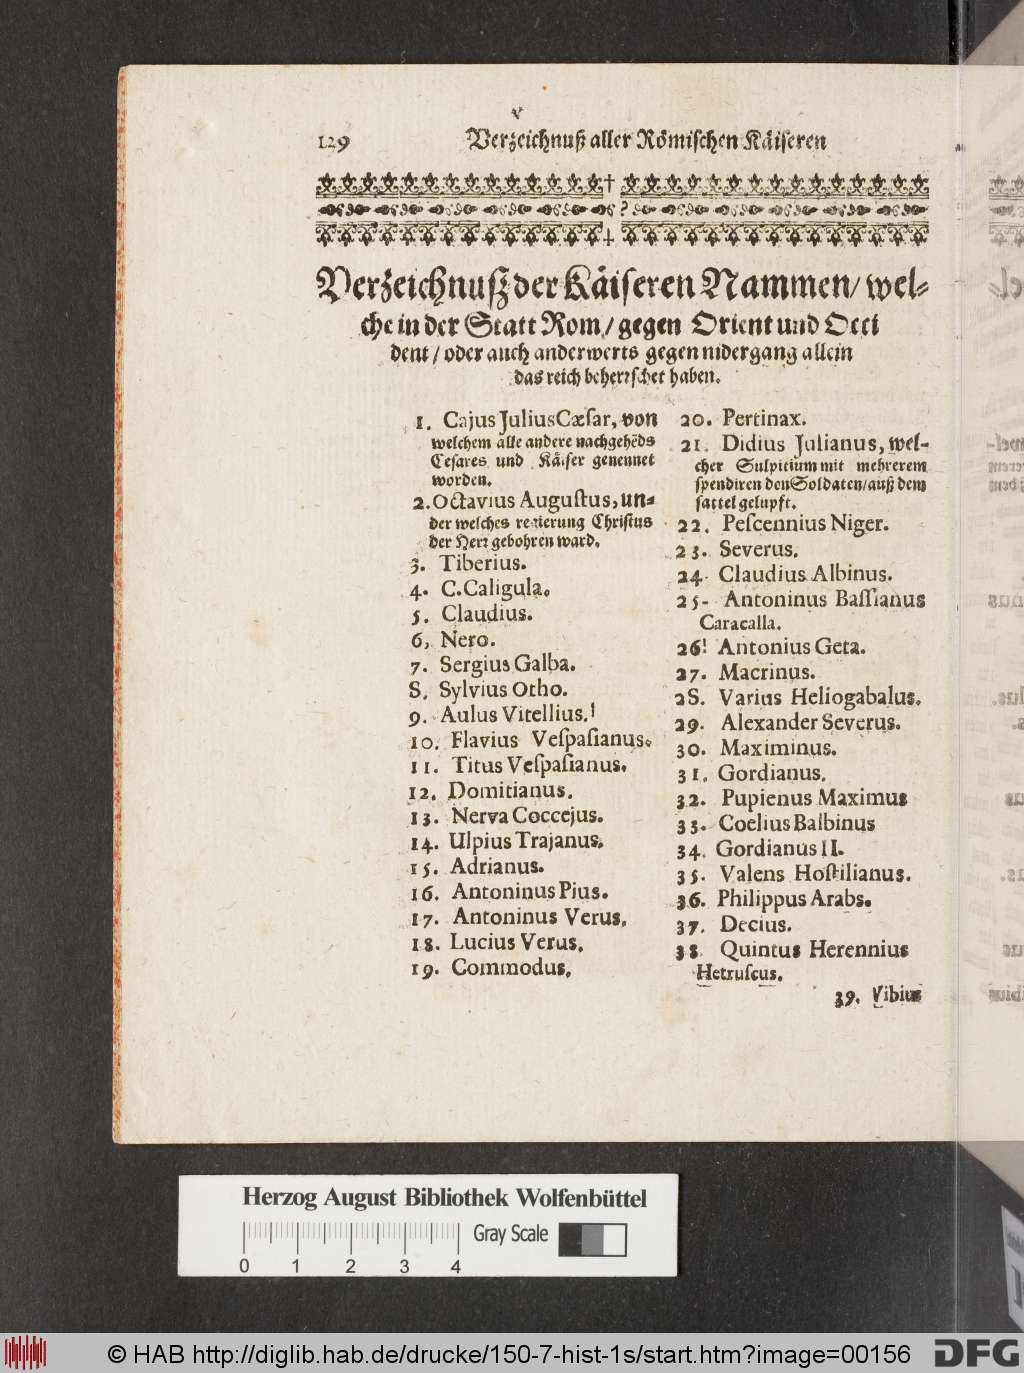 129 Verzeichnuß aller Römischen Käiseren
Verzeichnuß der Käiseren Nammen/ wel-
che in der Statt Rom/ gegen Orient und Occi
dent/ oder auch anderwerts gegen nidergang allein
das reich beherrschet haben.
1. Cajus Julius Cæsar, von
welchem alle andere nachgehēds
Cesares und Käiser genennet
worden.
2. Octavius Augustus, un-
der welches regierung Christus
der Herr gebohren ward.
3. Tiberius.
4. C. Caligula.
5. Claudius.
6, Nero.
7. Sergius Galba.
S. Sylvius Otho.
9. Aulus Vitellius.
10. Flavius Vespasianus.
11. Titus Vespasianus.
12. Domitianus.
13. Nerva Coccejus.
14. Ulpius Trajanus.
15. Adrianus.
16. Antoninus Pius.
17. Antoninus Verus.
18. Lucius Verus.
19. Commodus.
20. Pertinax.
21. Didius Julianus, wel-
cher Sulpitium mit mehrerem
spendiren den Soldaten/ auß dem
sattel gelupft.
22. Pescennius Niger.
23. Severus.
24. Claudius Albinus.
25- Antoninus Bassianus
Caracalla.
26! Antonius Geta.
27. Macrinus.
2S. Varius Heliogabalus.
29. Alexander Severus.
30. Maximinus.
31. Gordianus.
32. Pupienus Maximus
33. Coelius Balbinus
34. Gordianus II.
35. Valens Hostilianus.
36. Philippus Arabs.
37. Decius.
38. Quintus Herennius
Hetruscus.
39. Vibius
Herzog August Bibliothek Wolfenbüttel
Gray Scale
0 1 2 3 4
© HAB http://diglib.hab.de/drucke/150-7-hist-1s/start.htm?image=00156
DFG